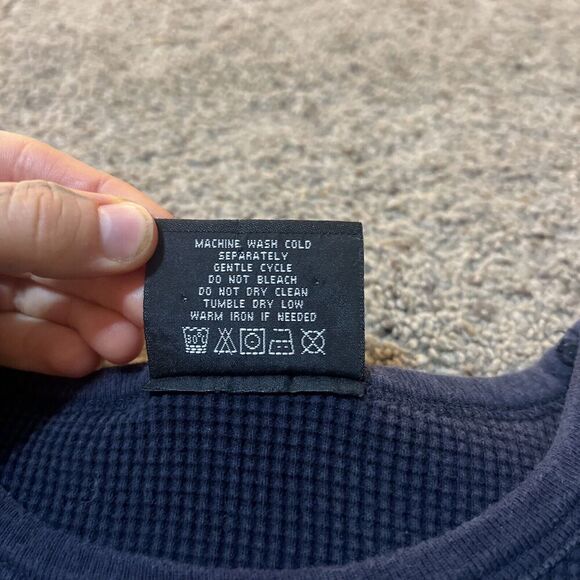 MACHINE WASH COLD
SEPARATELY
GENTLE CYCLE
DO NOT BLEACH
DO NOT DRY CLEAN
TUMBLE DRY LOW
WARM IRON IF NEEDED
30°C